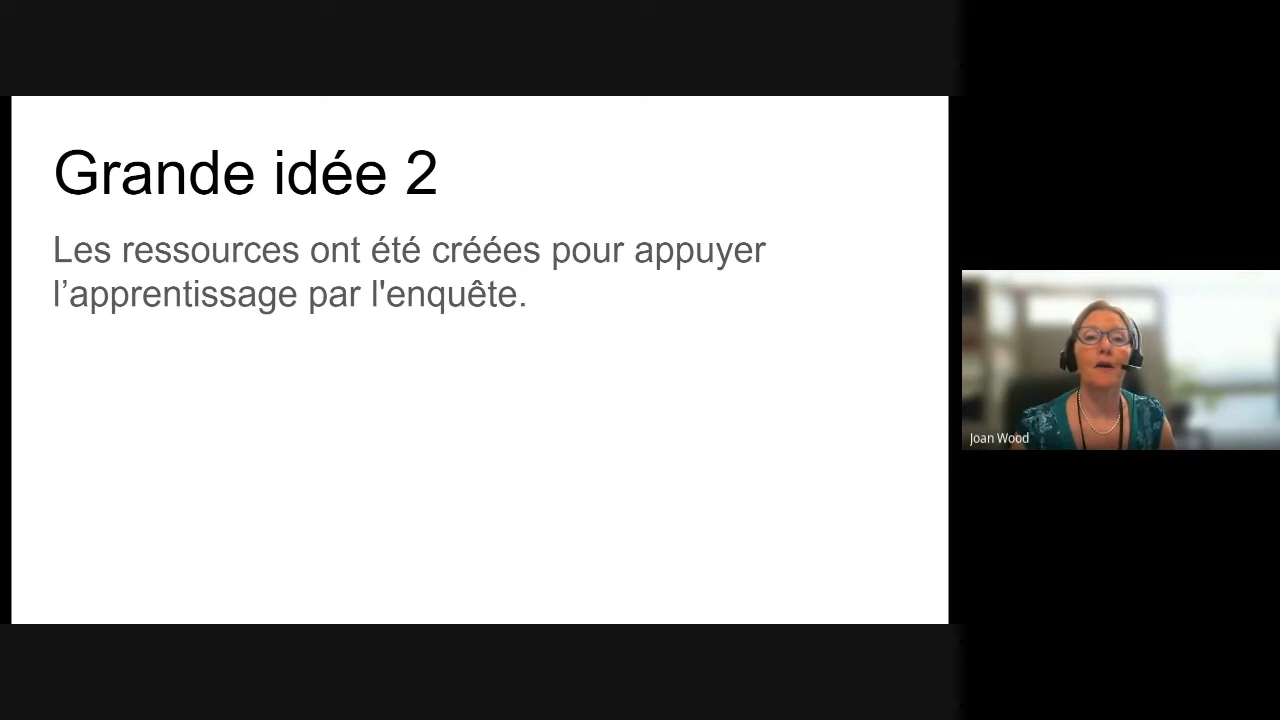 Grande idée 2
Les ressources ont été créées pour appuyer
l’apprentissage par l'enquête.
Joan Wood